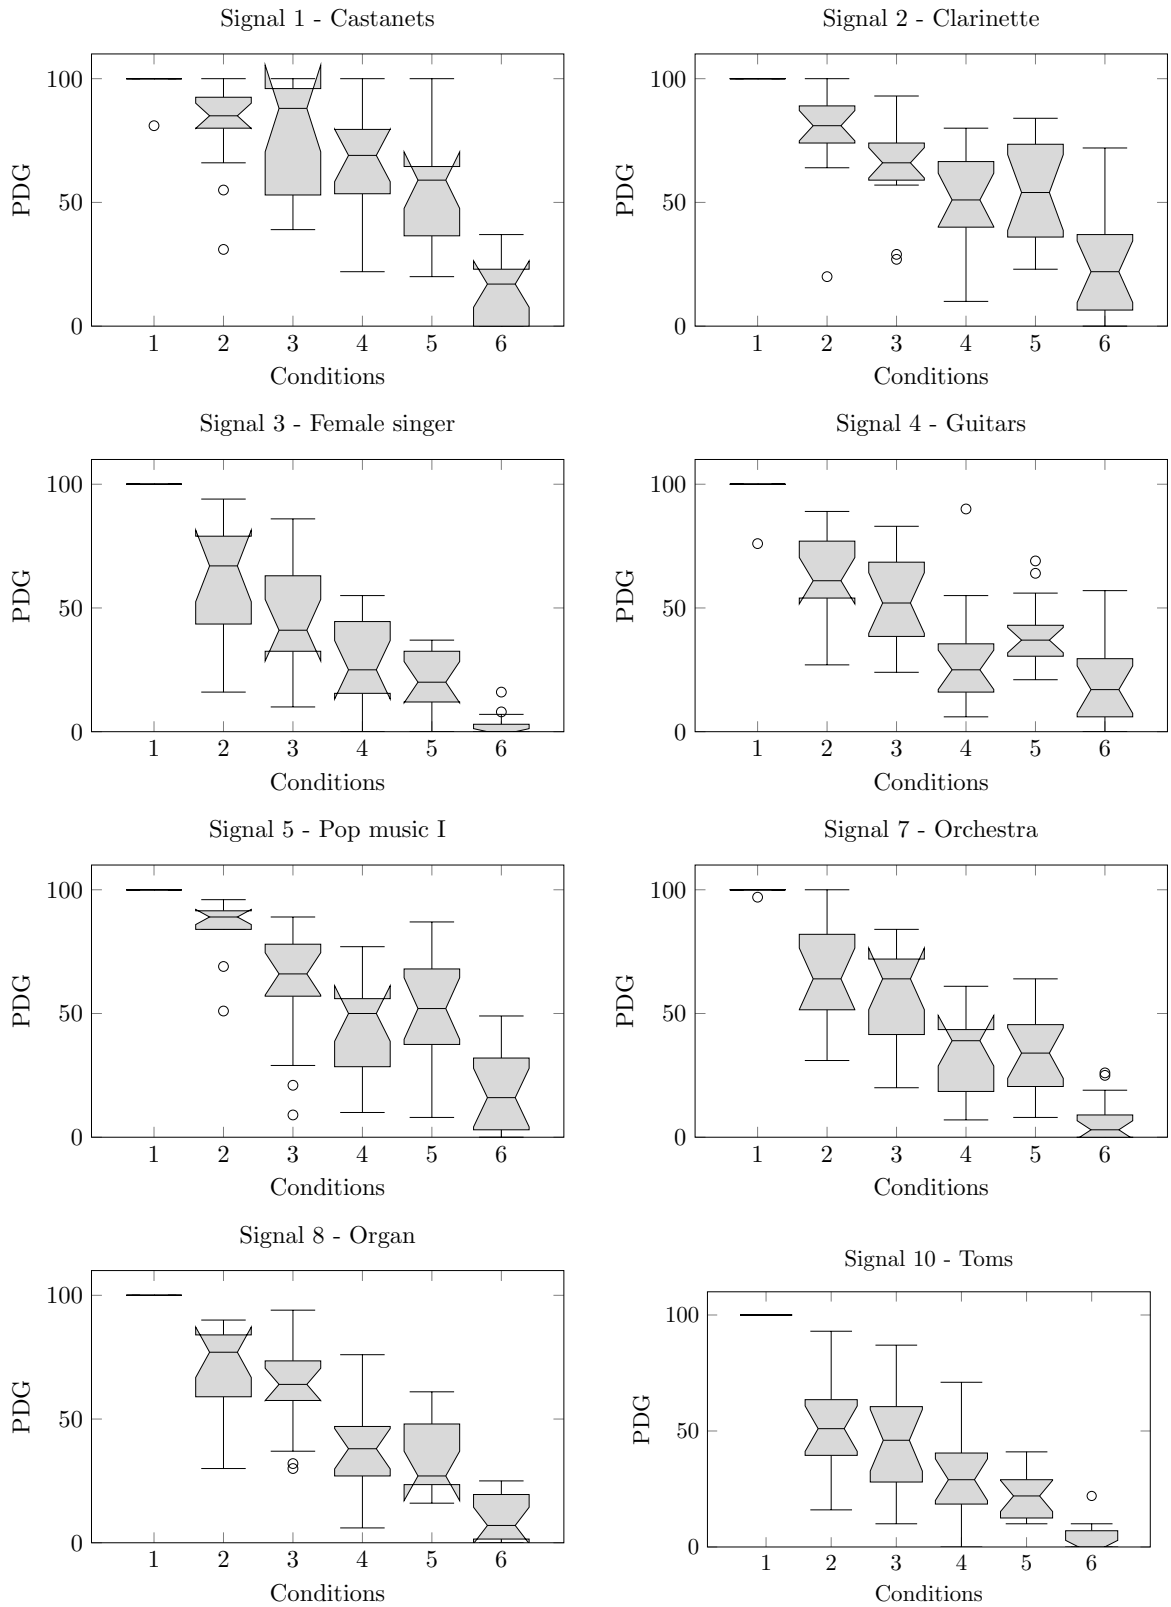 Signal 1 - Castanets
100
50
0
PDG
1 2 3 4 5 6
Conditions
Signal 2 - Clarinette
100
50
0
PDG
1 2 3 4 5 6
Conditions
Signal 3 - Female singer
100
50
0
PDG
1 2 3 4 5 6
Conditions
Signal 4 - Guitars
100
50
0
PDG
1 2 3 4 5 6
Conditions
Signal 5 - Pop music I
100
50
0
PDG
1 2 3 4 5 6
Conditions
Signal 7 - Orchestra
100
50
0
PDG
1 2 3 4 5 6
Conditions
Signal 8 - Organ
100
50
0
PDG
1 2 3 4 5 6
Conditions
Signal 10 - Toms
100
50
0
PDG
1 2 3 4 5 6
Conditions